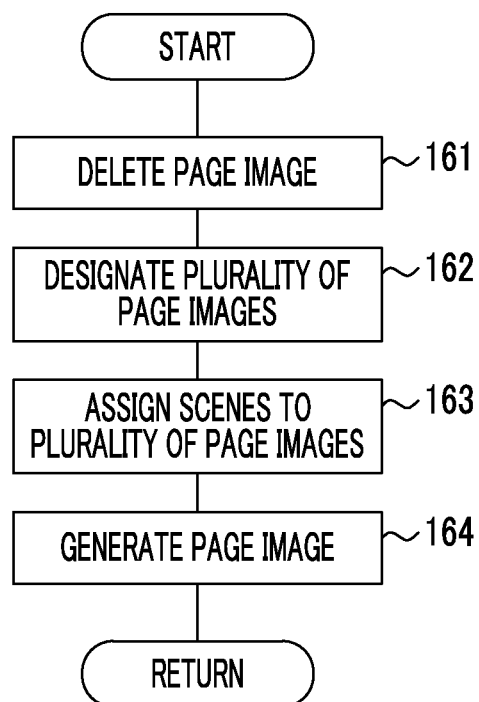 START
DELETE PAGE IMAGE
161
DESIGNATE PLURALITY OF
PAGE IMAGES
162
ASSIGN SCENES TO
PLURALITY OF PAGE IMAGES
163
GENERATE PAGE IMAGE
164
RETURN